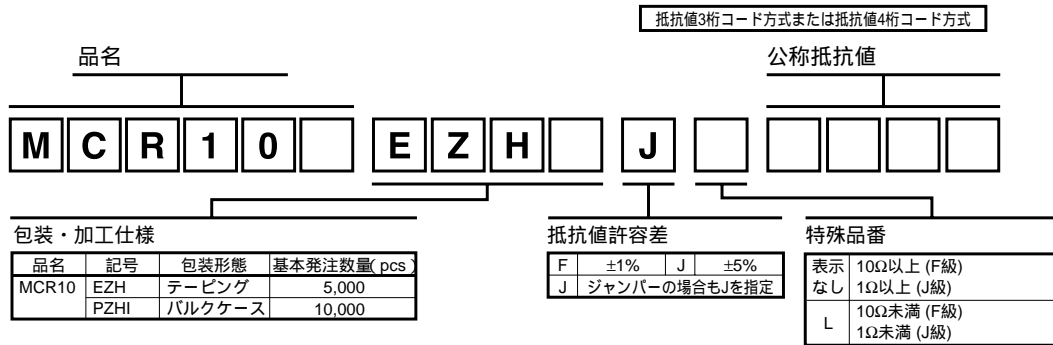 抵抗値3桁コード方式または抵抗値4桁コード方式
品名
公称抵抗値
M C R 1 0 E Z H J
包装・加工仕様
品名 記号 包装形態 基本発注数量(pcs)
MCR10 EZH テーピング 5,000
PZHI バルクケース 10,000
抵抗値許容差
F ±1% J ±5%
J ジャンパーの場合もJを指定
特殊品番
表示なし 10Ω以上 (F級)
1Ω以上 (J級)
L 10Ω未満 (F級)
1Ω未満 (J級)